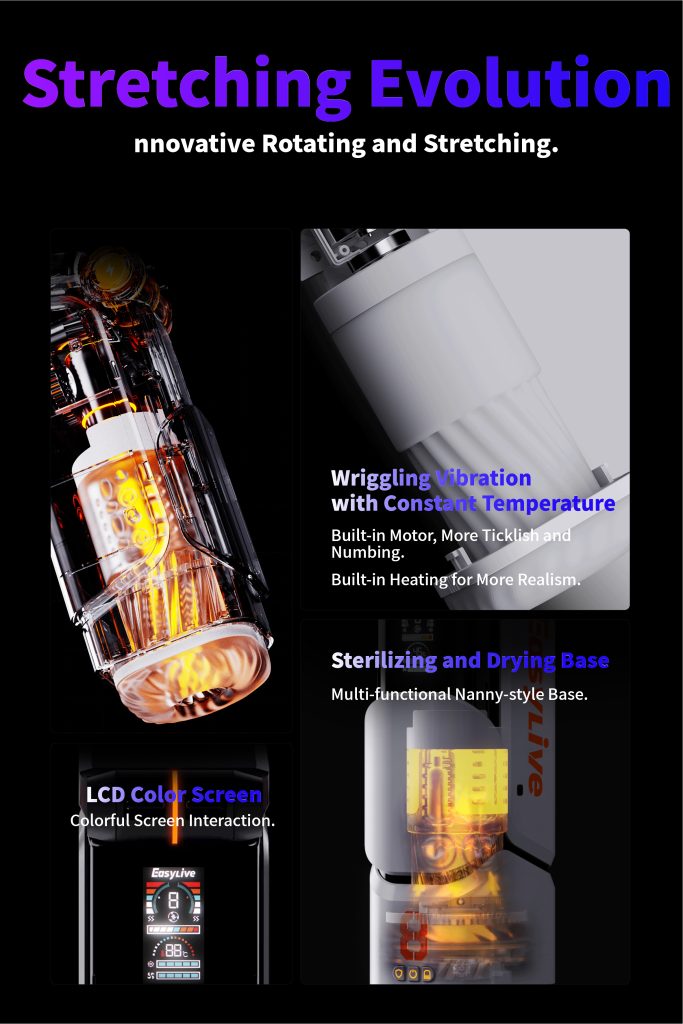 Stretching Evolution
nnovative Rotating and Stretching.
Wriggling Vibration
with Constant Temperature
Built-in Motor, More Ticklish and
Numbing.
Built-in Heating for More Realism.
Sterilizing and Drying Base
Multi-functional Nanny-style Base.
EasyLive
LCD Color Screen
Colorful Screen Interaction.
EasyLive
8
SS SS
88°C